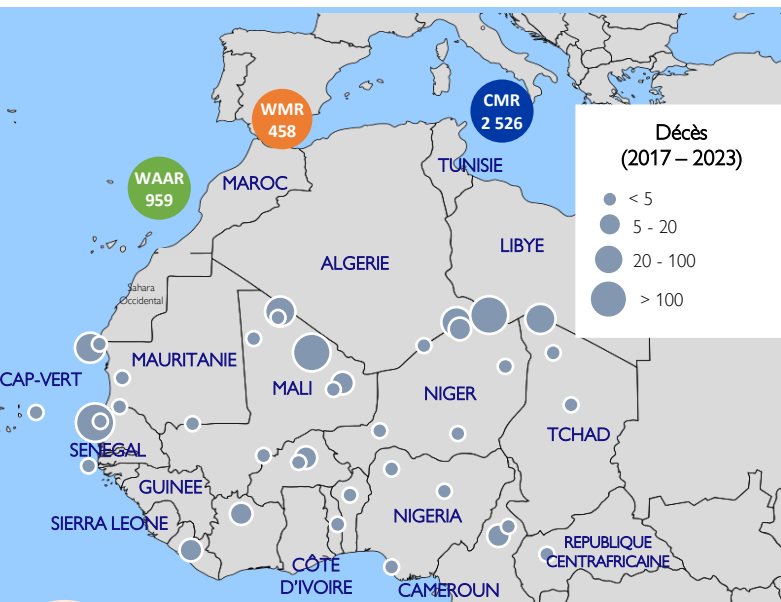 CMR
2 526
WMR
458
Décès
(2017 – 2023)
WAAR
959
MAROC
TUNISIE
< 5
5 - 20
20 - 100
> 100
LIBYE
ALGERIE
Sahara
Occidental
MAURITANIE
CAP-VERT
MALI
NIGER
TCHAD
SENEGAL
GUINEE
SIERRA LEONE
NIGERIA
REPUBLIQUE
CENTRAFRICAINE
CÔTE
D'IVOIRE
CAMEROUN